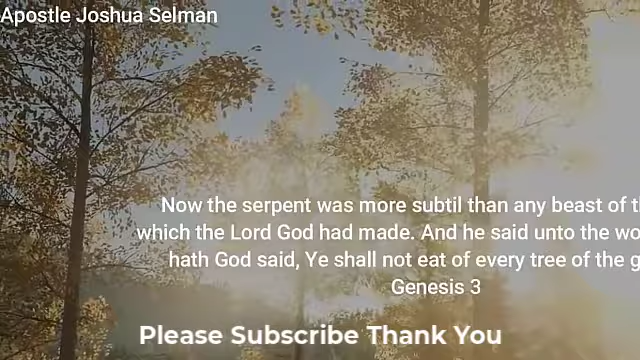 Apostle Joshua Selman
Now the serpent was more subtil than any beast of
which the Lord God had made. And he said unto the
hath God said, Ye shall not eat of every tree of the
Genesis 3
Please Subscribe Thank You